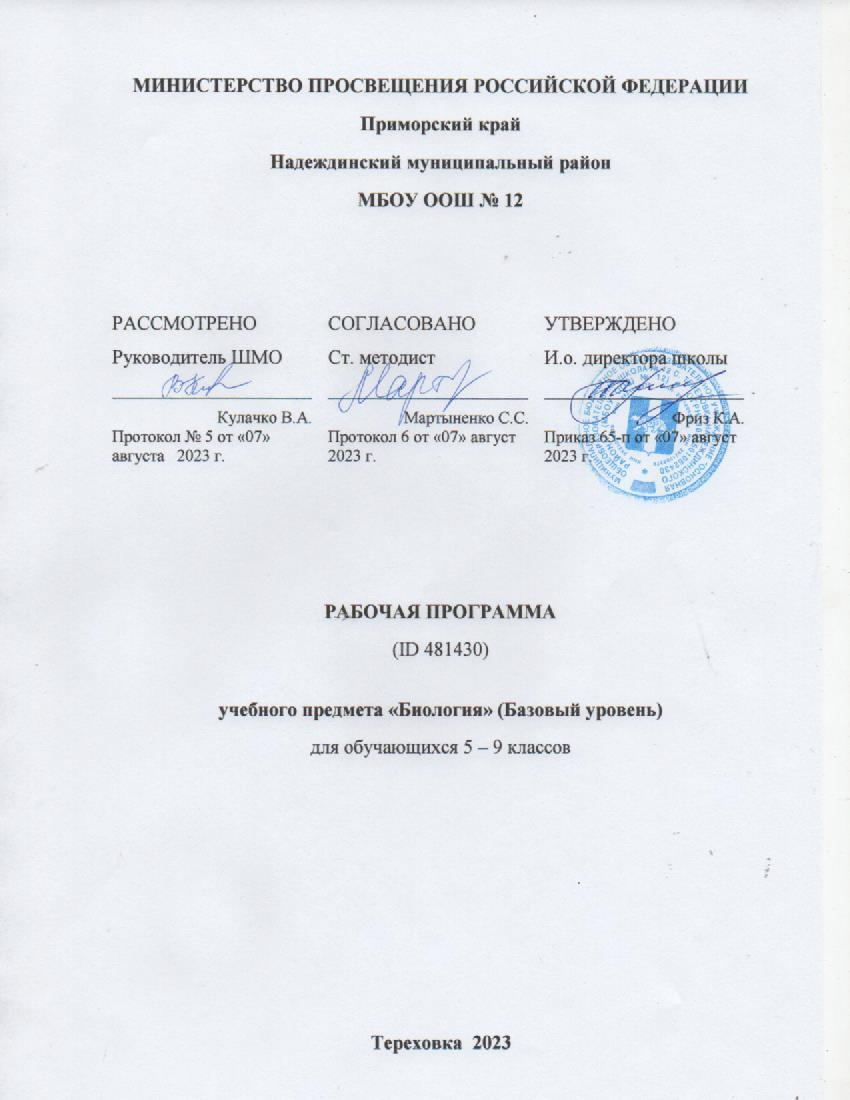 МИНИСТЕРСТВО ПРОСВЕЩЕНИЯ РОССИЙСКОЙ ФЕДЕРАЦИИ
Приморский край
Надеждинский муниципальный район
МБОУ ООШ № 12
РАССМОТРЕНО
Руководитель ШМО
Кулачко В.А.
Протокол № 5 от «07»
августа 2023 г.
СОГЛАСОВАНО
Ст. методист
Мартыненко С.С.
Протокол 6 от «07» август
2023 г.
УТВЕРЖДЕНО
И.о. директора школы
Фриз К.А.
Приказ 65-п от «07» август
2023 г.
РАБОЧАЯ ПРОГРАММА
(ID 481430)
учебного предмета «Биология» (Базовый уровень)
для обучающихся 5 – 9 классов
Тереховка 2023